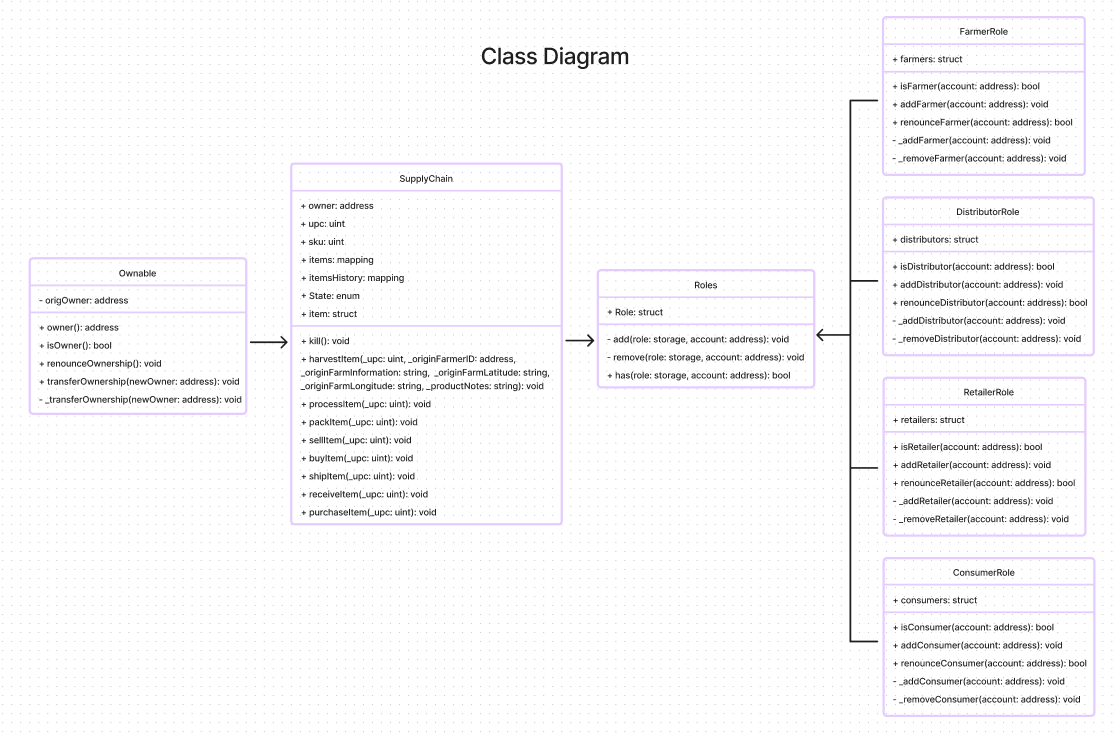 Class Diagram
Ownable
- origOwner: address
+ owner(): address
+ isOwner(): bool
+ renounceOwnership(): void
+ transferOwnership(newOwner: address): void
- _transferOwnership(newOwner: address): void
SupplyChain
+ owner: address
+ upc: uint
+ sku: uint
+ items: mapping
+ itemsHistory: mapping
+ State: enum
+ item: struct
+ kill(): void
+ harvestItem(_upc: uint, _originFarmerID: address,
_originFarmInformation: string, _originFarmLatitude: string,
_originFarmLongitude: string, _productNotes: string): void
+ processItem(_upc: uint): void
+ packItem(_upc: uint): void
+ sellItem(_upc: uint): void
+ buyItem(_upc: uint): void
+ shipItem(_upc: uint): void
+ receiveItem(_upc: uint): void
+ purchaseItem(_upc: uint): void
Roles
+ Role: struct
- add(role: storage, account: address): void
- remove(role: storage, account: address): void
+ has(role: storage, account: address): bool
FarmerRole
+ farmers: struct
+ isFarmer(account: address): bool
+ addFarmer(account: address): void
+ renounceFarmer(account: address): bool
- _addFarmer(account: address): void
- _removeFarmer(account: address): void
DistributorRole
+ distributors: struct
+ isDistributor(account: address): bool
+ addDistributor(account: address): void
+ renounceDistributor(account: address): bool
- _addDistributor(account: address): void
- _removeDistributor(account: address): void
RetailerRole
+ retailers: struct
+ isRetailer(account: address): bool
+ addRetailer(account: address): void
+ renounceRetailer(account: address): bool
- _addRetailer(account: address): void
- _removeRetailer(account: address): void
ConsumerRole
+ consumers: struct
+ isConsumer(account: address): bool
+ addConsumer(account: address): void
+ renounceConsumer(account: address): bool
- _addConsumer(account: address): void
- _removeConsumer(account: address): void